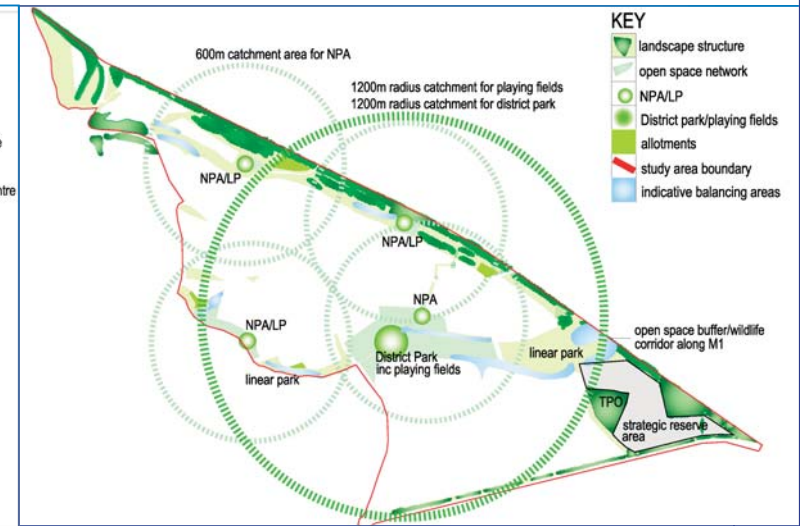 600m catchment area for NPA
1200m radius catchment for playing fields
1200m radius catchment for district park
NPA/LP
NPA/LP
NPA
NPA/LP
District Park
inc playing fields
linear park
linear park
open space buffer/wildlife
corridor along M1
TPO
strategic reserve
area
KEY
landscape structure
open space network
NPA/LP
District park/playing fields
allotments
study area boundary
indicative balancing areas